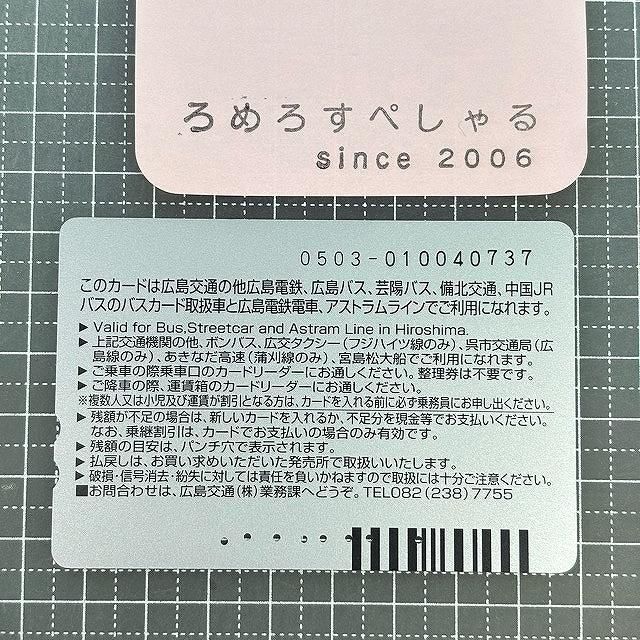 ろめろすぺしゃる
since 2006
0503-010040737
このカードは広島交通の他広島電鉄、広島バス、芸陽バス、備北交通、中国JR
バスのバスカード取扱車と広島電鉄電車、アストラムラインでご利用になれます。
▶ Valid for Bus,Streetcar and Astram Line in Hiroshima.
▶ 上記交通機関の他、ボンバス、広交タクシー(フジハイツ線のみ)、呉市交通局(広
島線のみ)、あきなだ高速(蒲刈線のみ)、宮島松大船でご利用になれます。
▶ ご乗車の際乗車口のカードリーダーにお通しください。整理券は不要です。
▶ ご降車の際、運賃箱のカードリーダーにお通しください。
※複数人又は小児及び運賃が割引となる方は、カードを入れる前に必ず乗務員にお申し出ください。
▶ 残額が不足の場合は、新しいカードを入れるか、不足分を現金等でお支払いください。
なお、乗継割引は、カードでお支払いの場合のみ有効です。
▶ 残額の目安は、パンチ穴で表示されます。
▶ 払戻しは、お買い求めいただいた発売所で取扱いいたします。
▶ 破損・信号消去・紛失に対しては責任を負いかねますので取扱には十分ご注意ください。
■お問合わせは、広島交通(株)業務課へどうぞ。TEL082(238)7755